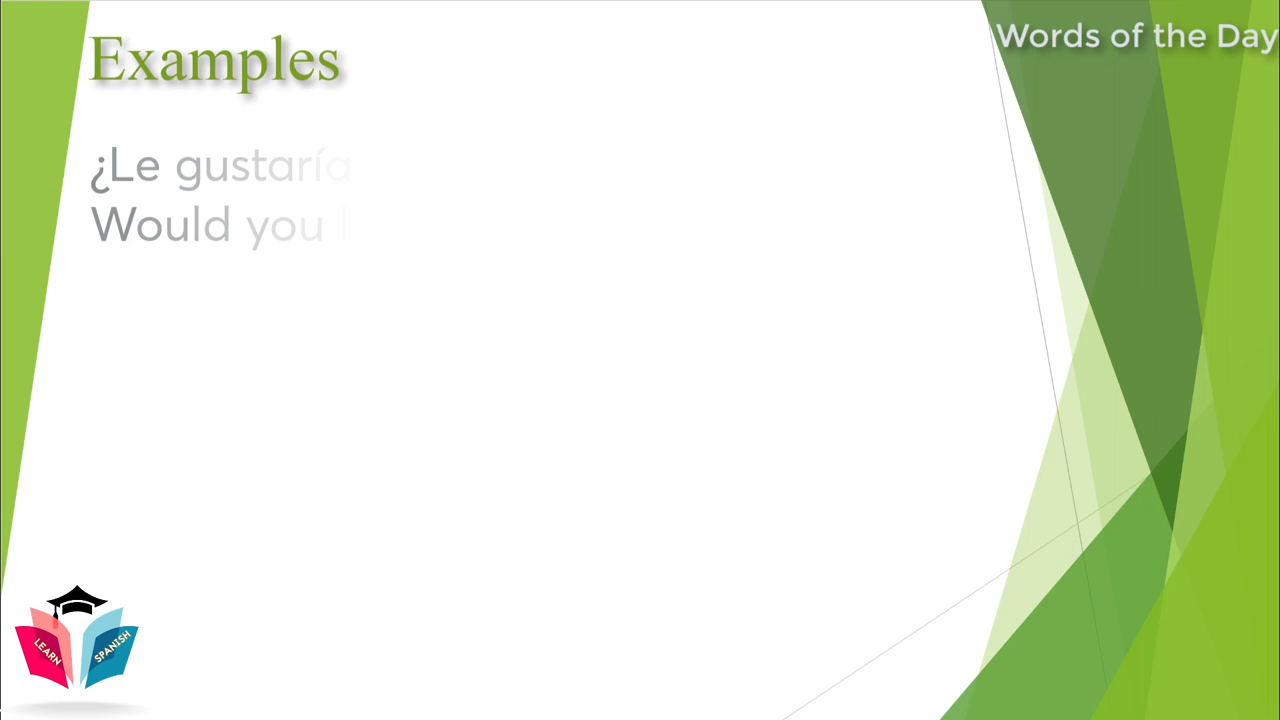 Words of the Day
Examples
¿Le gustaría
Would you
LEARN
SPANISH